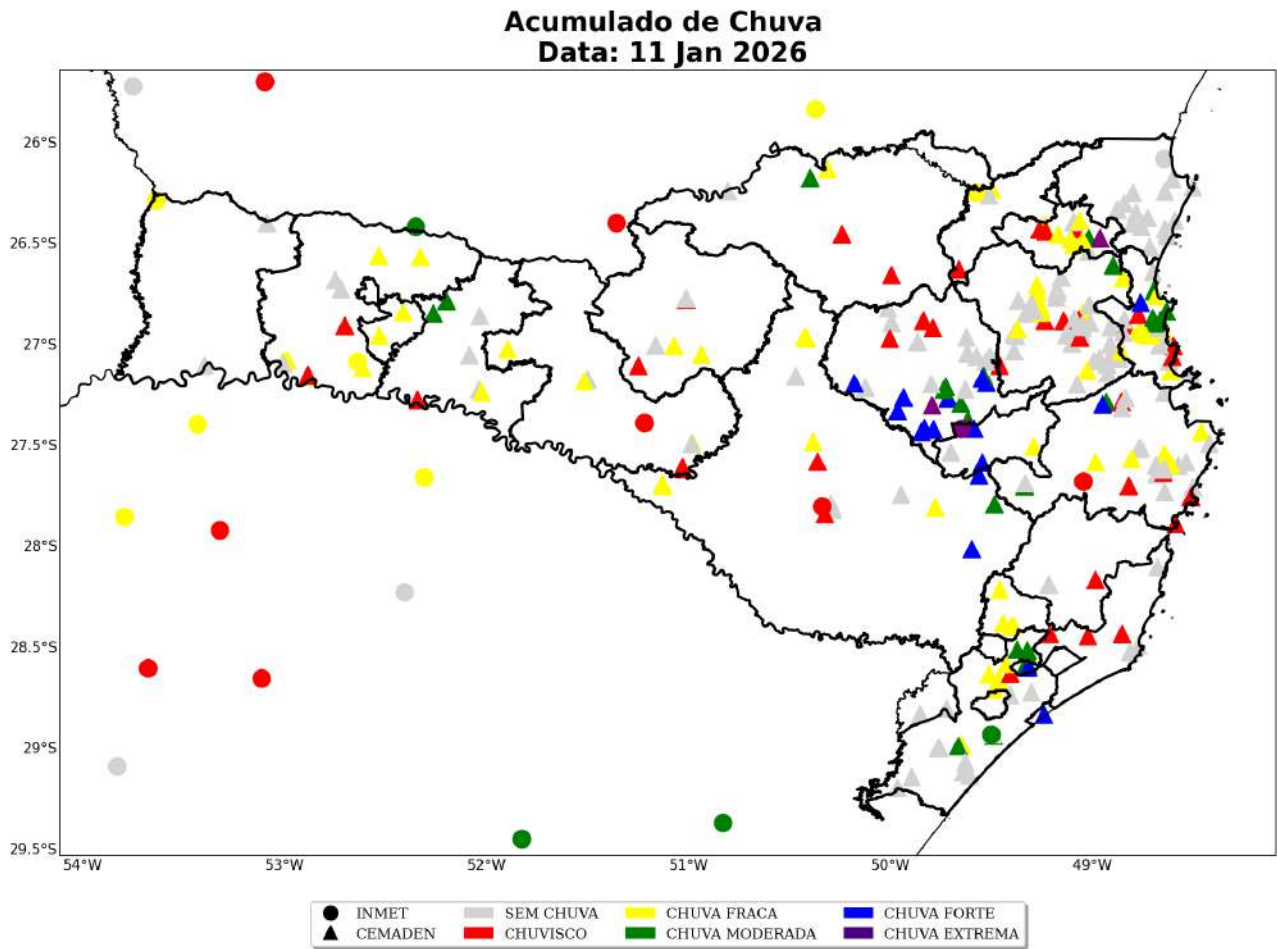 Acumulado de Chuva
Data: 11 Jan 2026
26°S
26.5°S
27°S
27.5°S
28°S
28.5°S
29°S
29.5°S
54°W 53°W 52°W 51°W 50°W 49°W
INMET SEM CHUVA CHUVA FRACA CHUVA FORTE
CEMADEN CHUVISCO CHUVA MODERADA CHUVA EXTREMA